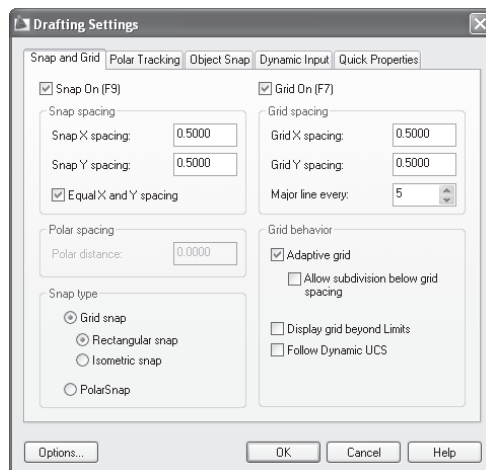 Drafting Settings
Snap and Grid
Polar Tracking
Object Snap
Dynamic Input
Quick Properties
Snap On (F9)
Snap spacing
Snap X spacing: 0.5000
Snap Y spacing: 0.5000
Equal X and Y spacing
Polar spacing
Polar distance: 0.0000
Snap type
Grid snap
Rectangular snap
Isometric snap
PolarSnap
Grid On (F7)
Grid spacing
Grid X spacing: 0.5000
Grid Y spacing: 0.5000
Major line every: 5
Grid behavior
Adaptive grid
Allow subdivision below grid
spacing
Display grid beyond Limits
Follow Dynamic UCS
Options...
OK
Cancel
Help